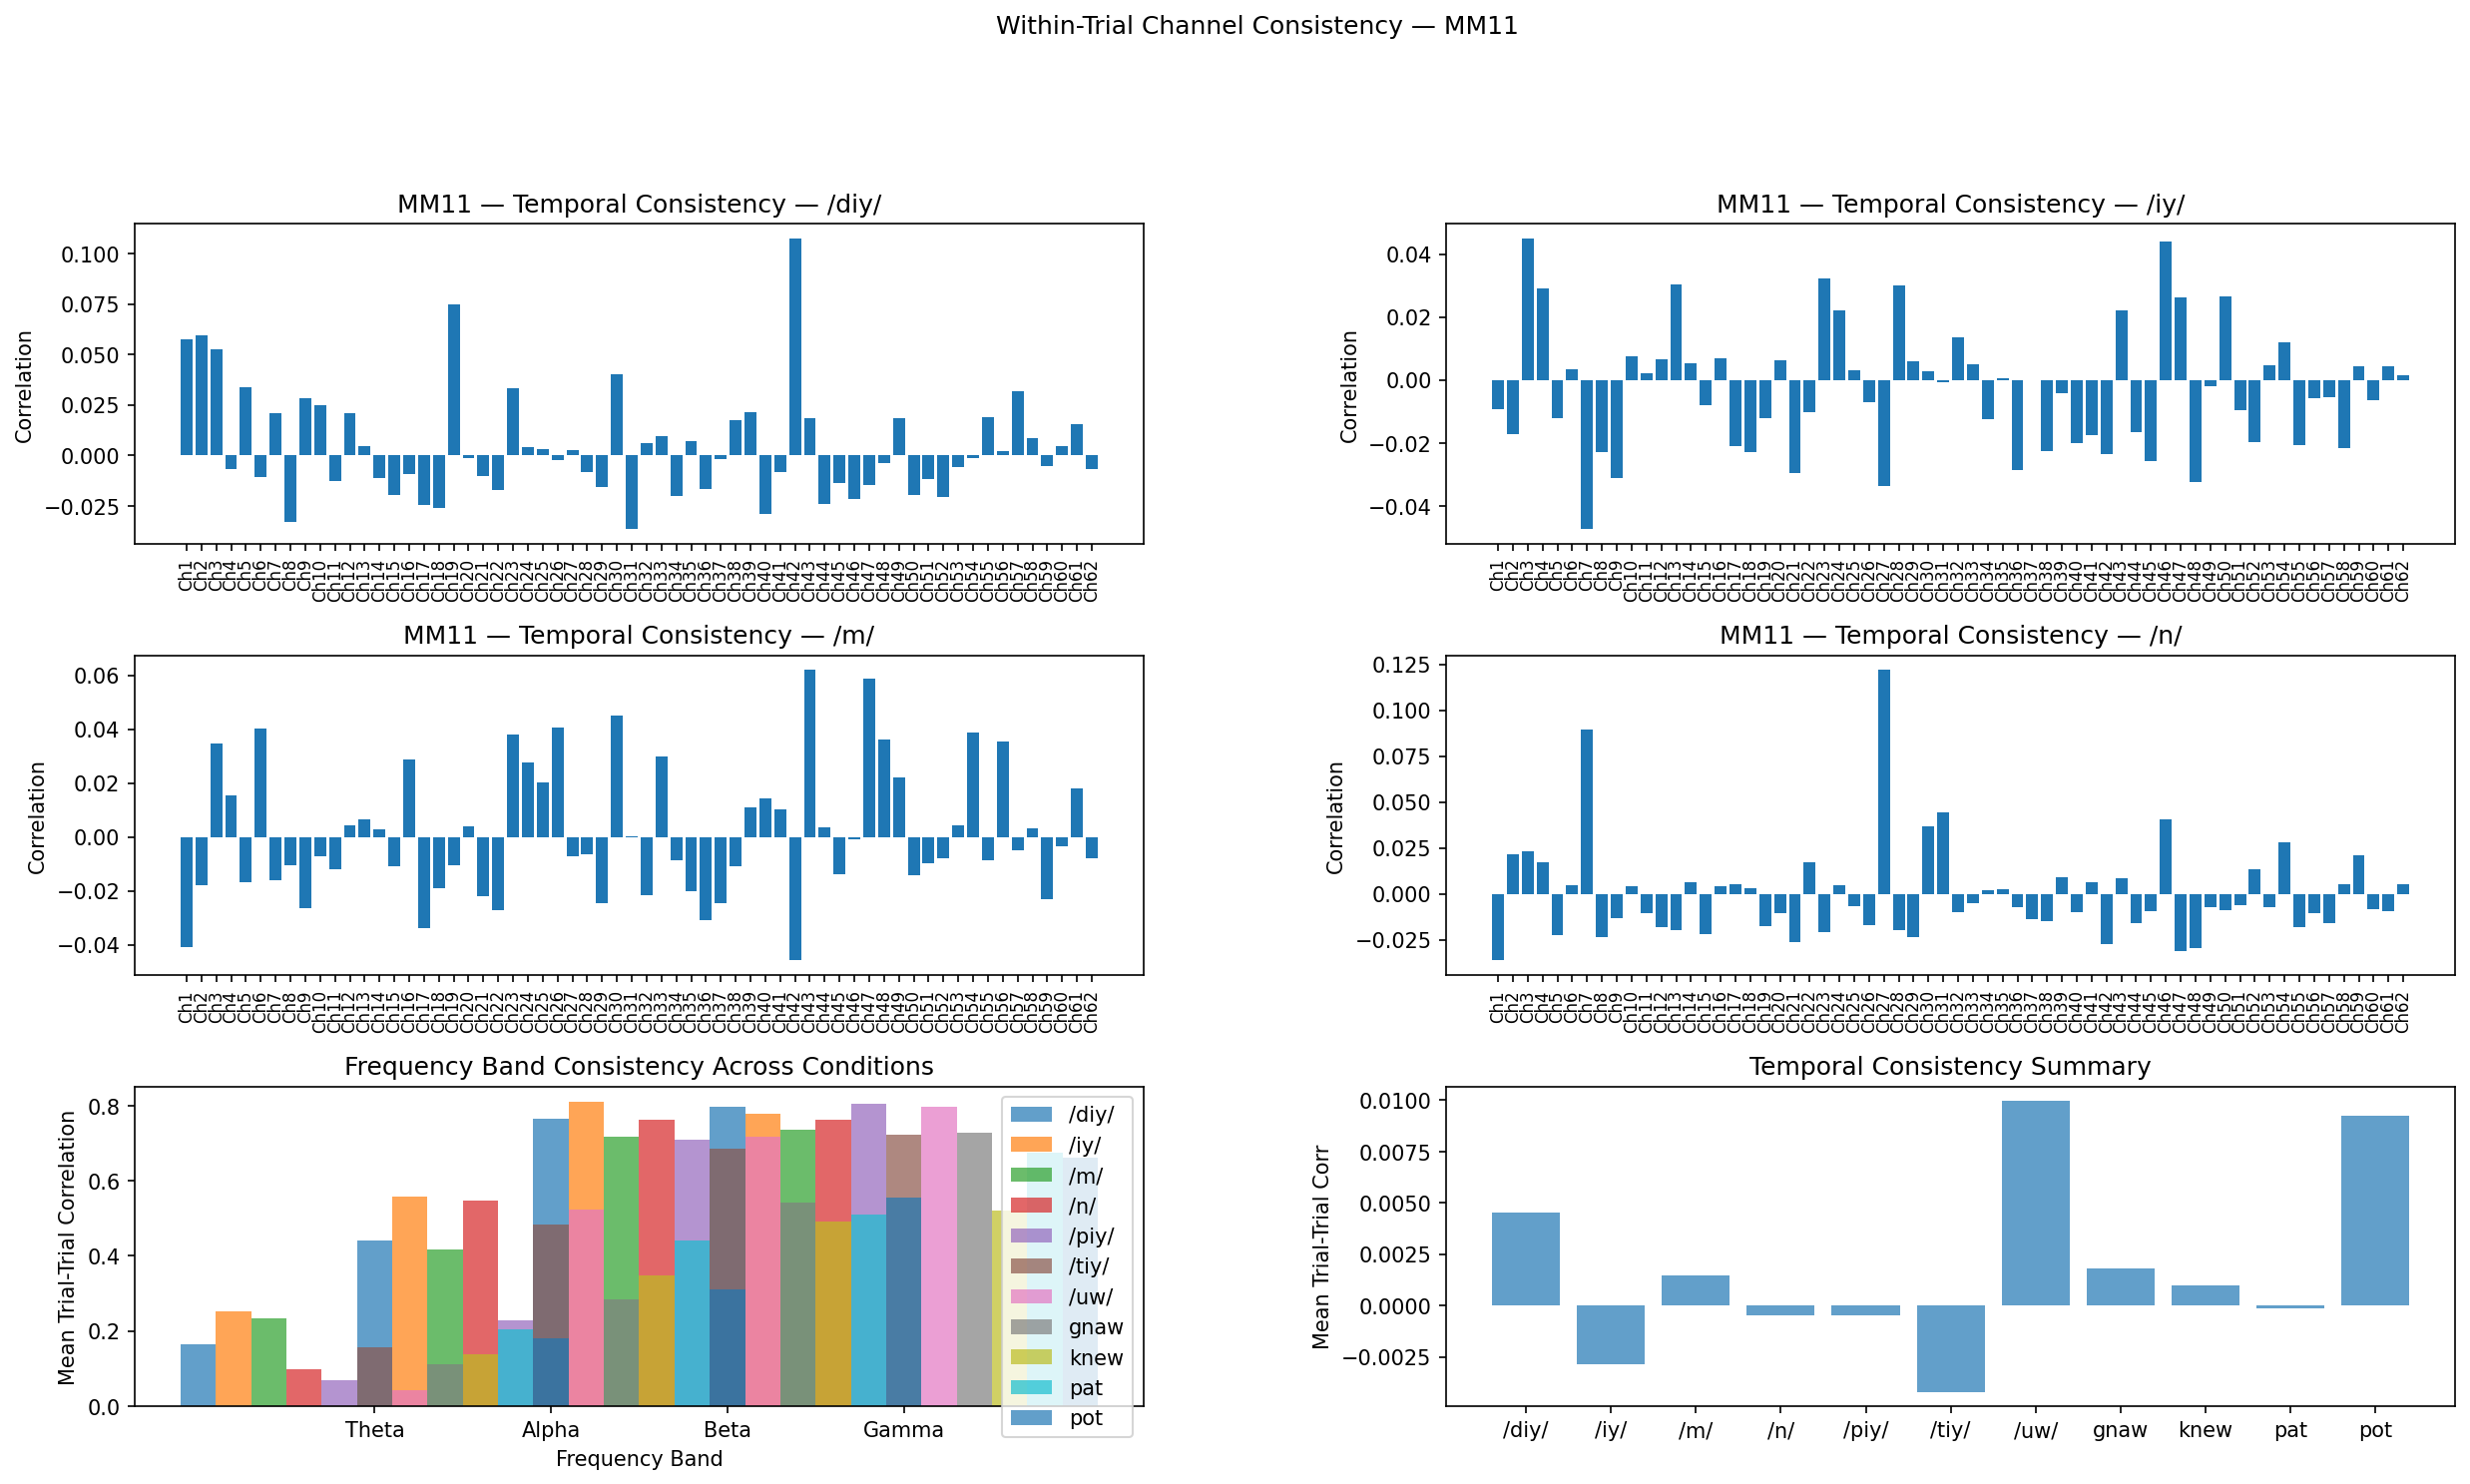 Within-Trial Channel Consistency — MM11
MM11 — Temporal Consistency — /diy/
Correlation
0.100
0.075
0.050
0.025
0.000
−0.025
Ch1 Ch2 Ch3 Ch4 Ch5 Ch6 Ch7 Ch8 Ch9 Ch10 Ch11 Ch12 Ch13 Ch14 Ch15 Ch16 Ch17 Ch18 Ch19 Ch20 Ch21 Ch22 Ch23 Ch24 Ch25 Ch26 Ch27 Ch28 Ch29 Ch30 Ch31 Ch32 Ch33 Ch34 Ch35 Ch36 Ch37 Ch38 Ch39 Ch40 Ch41 Ch42 Ch43 Ch44 Ch45 Ch46 Ch47 Ch48 Ch49 Ch50 Ch51 Ch52 Ch53 Ch54 Ch55 Ch56 Ch57 Ch58 Ch59 Ch60 Ch61 Ch62
MM11 — Temporal Consistency — /iy/
Correlation
0.04
0.02
0.00
−0.02
−0.04
Ch1 Ch2 Ch3 Ch4 Ch5 Ch6 Ch7 Ch8 Ch9 Ch10 Ch11 Ch12 Ch13 Ch14 Ch15 Ch16 Ch17 Ch18 Ch19 Ch20 Ch21 Ch22 Ch23 Ch24 Ch25 Ch26 Ch27 Ch28 Ch29 Ch30 Ch31 Ch32 Ch33 Ch34 Ch35 Ch36 Ch37 Ch38 Ch39 Ch40 Ch41 Ch42 Ch43 Ch44 Ch45 Ch46 Ch47 Ch48 Ch49 Ch50 Ch51 Ch52 Ch53 Ch54 Ch55 Ch56 Ch57 Ch58 Ch59 Ch60 Ch61 Ch62
MM11 — Temporal Consistency — /m/
Correlation
0.06
0.04
0.02
0.00
−0.02
−0.04
Ch1 Ch2 Ch3 Ch4 Ch5 Ch6 Ch7 Ch8 Ch9 Ch10 Ch11 Ch12 Ch13 Ch14 Ch15 Ch16 Ch17 Ch18 Ch19 Ch20 Ch21 Ch22 Ch23 Ch24 Ch25 Ch26 Ch27 Ch28 Ch29 Ch30 Ch31 Ch32 Ch33 Ch34 Ch35 Ch36 Ch37 Ch38 Ch39 Ch40 Ch41 Ch42 Ch43 Ch44 Ch45 Ch46 Ch47 Ch48 Ch49 Ch50 Ch51 Ch52 Ch53 Ch54 Ch55 Ch56 Ch57 Ch58 Ch59 Ch60 Ch61 Ch62
MM11 — Temporal Consistency — /n/
Correlation
0.125
0.100
0.075
0.050
0.025
0.000
−0.025
Ch1 Ch2 Ch3 Ch4 Ch5 Ch6 Ch7 Ch8 Ch9 Ch10 Ch11 Ch12 Ch13 Ch14 Ch15 Ch16 Ch17 Ch18 Ch19 Ch20 Ch21 Ch22 Ch23 Ch24 Ch25 Ch26 Ch27 Ch28 Ch29 Ch30 Ch31 Ch32 Ch33 Ch34 Ch35 Ch36 Ch37 Ch38 Ch39 Ch40 Ch41 Ch42 Ch43 Ch44 Ch45 Ch46 Ch47 Ch48 Ch49 Ch50 Ch51 Ch52 Ch53 Ch54 Ch55 Ch56 Ch57 Ch58 Ch59 Ch60 Ch61 Ch62
Frequency Band Consistency Across Conditions
Mean Trial-Trial Correlation
0.8
0.6
0.4
0.2
0.0
Theta Alpha Beta Gamma
Frequency Band
/diy/
/iy/
/m/
/n/
/piy/
/tiy/
/uw/
gnaw
knew
pat
pot
Temporal Consistency Summary
Mean Trial-Trial Corr
0.0100
0.0075
0.0050
0.0025
0.0000
−0.0025
/diy/ /iy/ /m/ /n/ /piy/ /tiy/ /uw/ gnaw knew pat pot